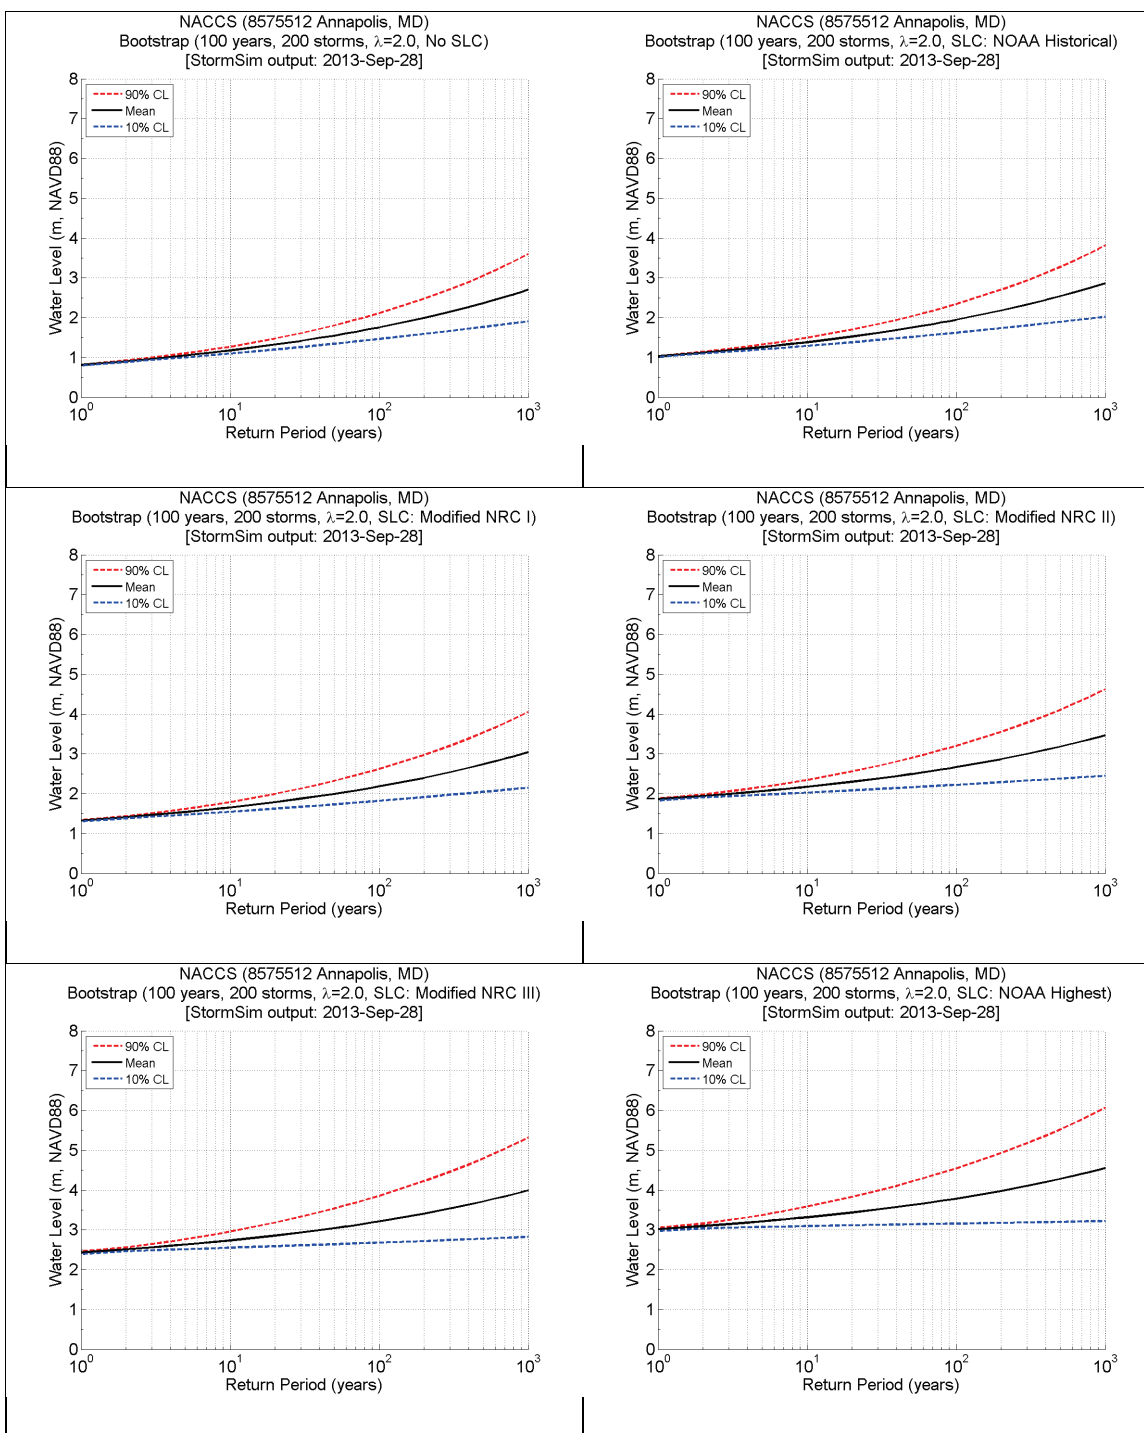 NACCS (8575512 Annapolis, MD)
Bootstrap (100 years, 200 storms, λ=2.0, No SLC)
[StormSim output: 2013-Sep-28]
8
7
6
5
4
3
2
1
0
90% CL
Mean
10% CL
Water Level (m, NAVD88)
10^0 10^1 10^2 10^3
Return Period (years)
NACCS (8575512 Annapolis, MD)
Bootstrap (100 years, 200 storms, λ=2.0, SLC: NOAA Historical)
[StormSim output: 2013-Sep-28]
8
7
6
5
4
3
2
1
0
90% CL
Mean
10% CL
Water Level (m, NAVD88)
10^0 10^1 10^2 10^3
Return Period (years)
NACCS (8575512 Annapolis, MD)
Bootstrap (100 years, 200 storms, λ=2.0, SLC: Modified NRC I)
[StormSim output: 2013-Sep-28]
8
7
6
5
4
3
2
1
0
90% CL
Mean
10% CL
Water Level (m, NAVD88)
10^0 10^1 10^2 10^3
Return Period (years)
NACCS (8575512 Annapolis, MD)
Bootstrap (100 years, 200 storms, λ=2.0, SLC: Modified NRC II)
[StormSim output: 2013-Sep-28]
8
7
6
5
4
3
2
1
0
90% CL
Mean
10% CL
Water Level (m, NAVD88)
10^0 10^1 10^2 10^3
Return Period (years)
NACCS (8575512 Annapolis, MD)
Bootstrap (100 years, 200 storms, λ=2.0, SLC: Modified NRC III)
[StormSim output: 2013-Sep-28]
8
7
6
5
4
3
2
1
0
90% CL
Mean
10% CL
Water Level (m, NAVD88)
10^0 10^1 10^2 10^3
Return Period (years)
NACCS (8575512 Annapolis, MD)
Bootstrap (100 years, 200 storms, λ=2.0, SLC: NOAA Highest)
[StormSim output: 2013-Sep-28]
8
7
6
5
4
3
2
1
0
90% CL
Mean
10% CL
Water Level (m, NAVD88)
10^0 10^1 10^2 10^3
Return Period (years)